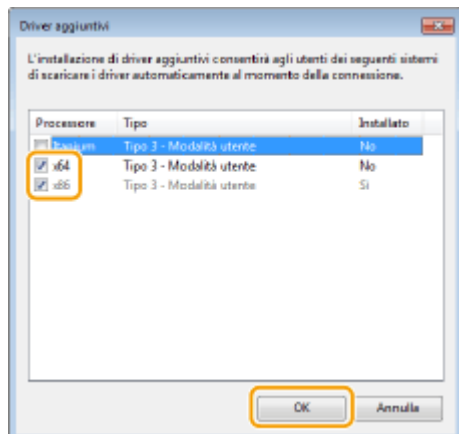 Driver aggiuntivi
L'installazione di driver aggiuntivi consentirà agli utenti dei seguenti sistemi
di scaricare i driver automaticamente al momento della connessione.
Processore Tipo Installato
Itanium Tipo 3 - Modalità utente No
x64 Tipo 3 - Modalità utente No
x86 Tipo 3 - Modalità utente Sì
OK Annulla